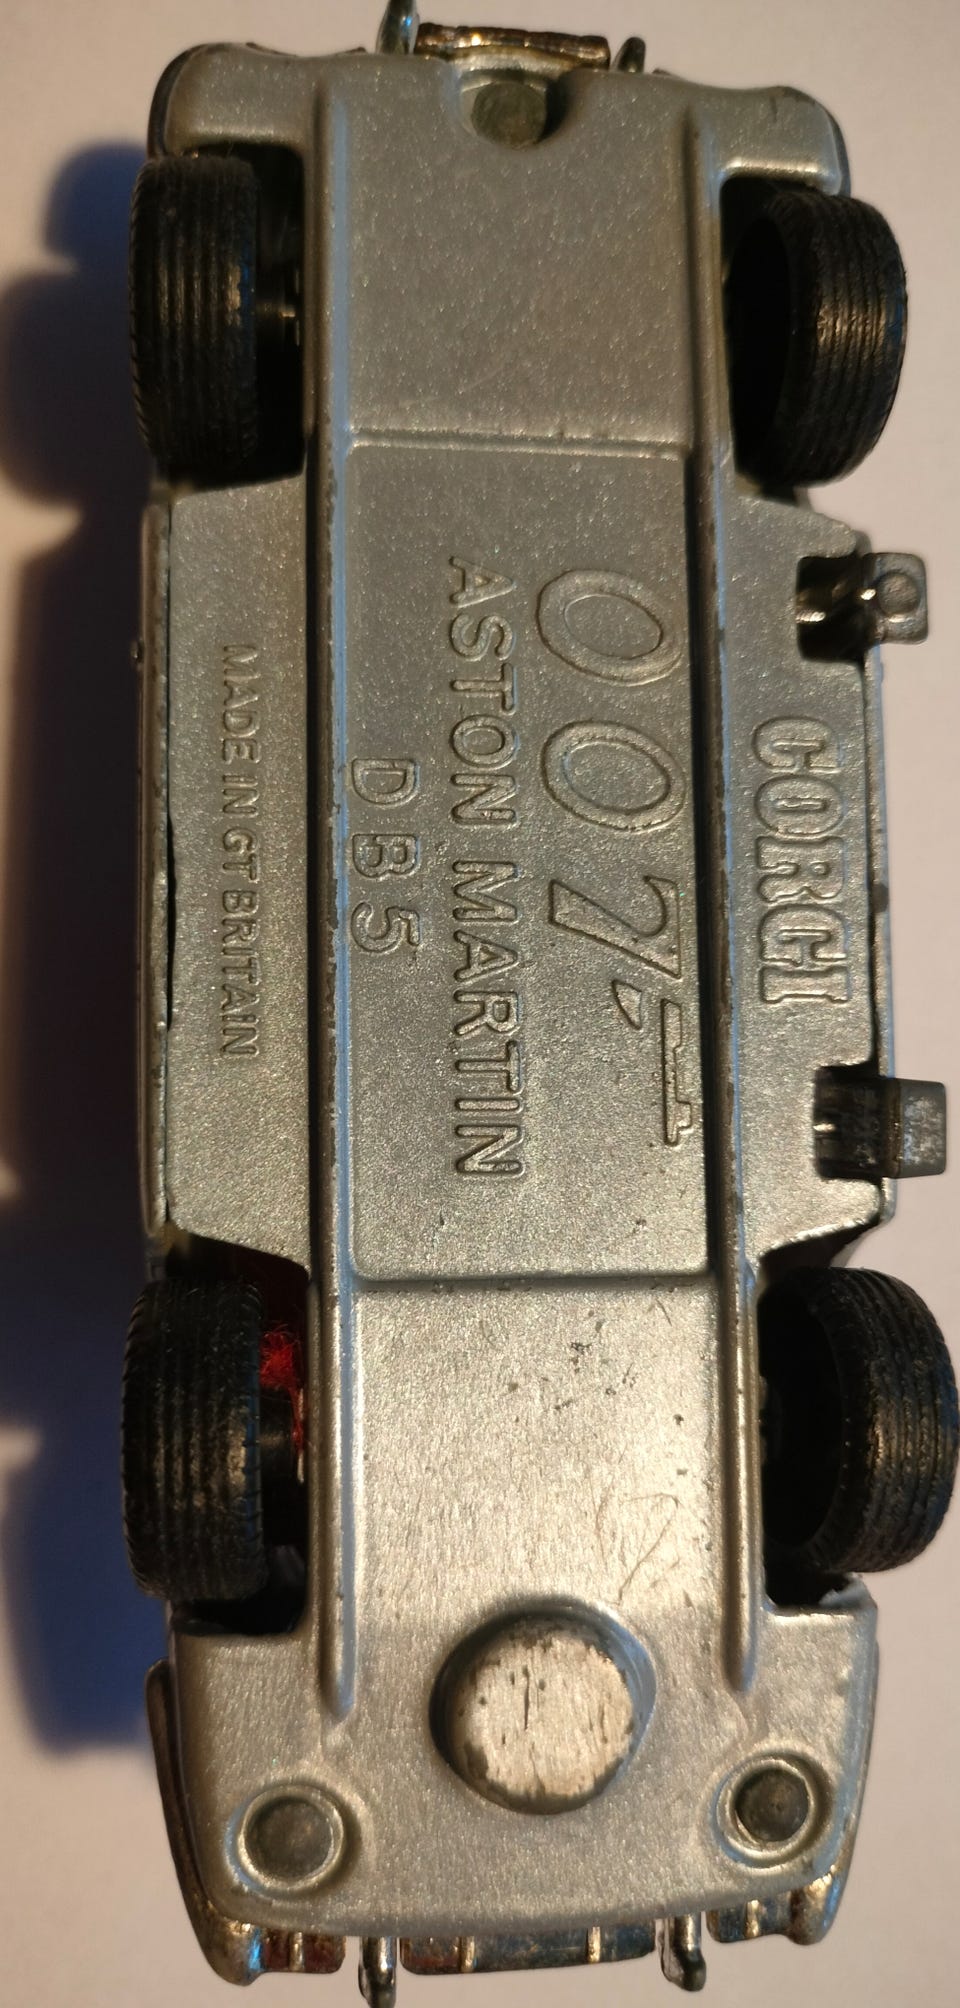 CORGI
007
ASTON MARTIN
DB5
MADE IN GT BRITAIN